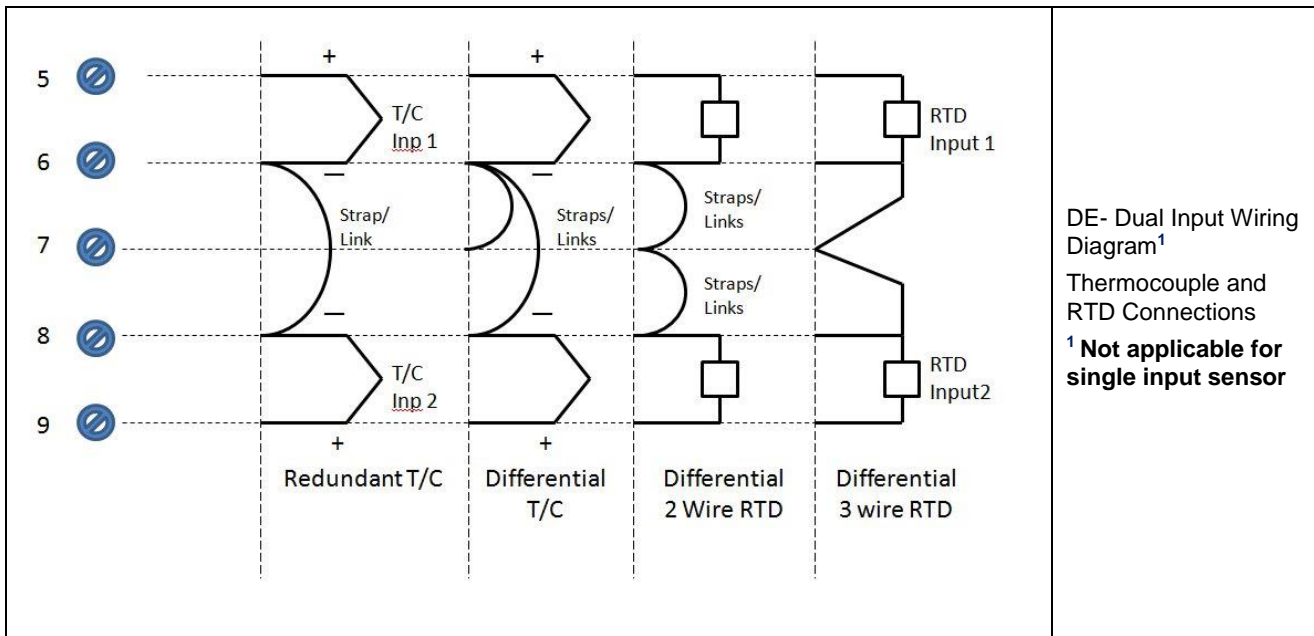 5
6
7
8
9
+
T/C
Inp 1
—
Strap/
Link
—
T/C
Inp 2
+
Redundant T/C
+
—
Straps/
Links
—
+
Differential
T/C
Straps/
Links
Straps/
Links
Differential
2 Wire RTD
RTD
Input 1
RTD
Input2
Differential
3 wire RTD
DE- Dual Input Wiring
Diagram¹
Thermocouple and
RTD Connections
¹ Not applicable for
single input sensor